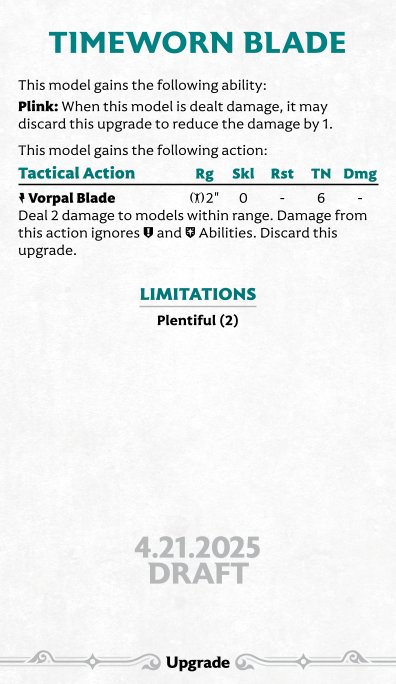 TIMEWORN BLADE
This model gains the following ability:
Plink: When this model is dealt damage, it may
discard this upgrade to reduce the damage by 1.
This model gains the following action:
Tactical Action Rg Skl Rst TN Dmg
Vorpal Blade 2" 0 - 6 -
Deal 2 damage to models within range. Damage from
this action ignores and Abilities. Discard this
upgrade.
LIMITATIONS
Plentiful (2)
4.21.2025
DRAFT
Upgrade